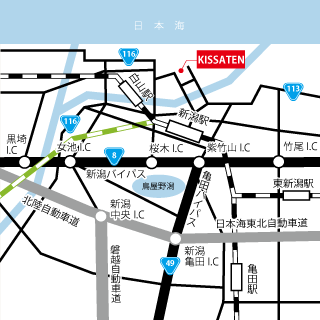 日本海
116
KISSATEN
白山駅
113
新潟駅
116
黒埼
I.C
女池 I.C
8
桜木 I.C
紫竹山 I.C
竹尾 I.C
新潟バイパス
鳥屋野潟
亀田バイパス
東新潟駅
北陸自動車道
新潟
中央 I.C
日本海東北自動車道
磐越自動車道
新潟
亀田 I.C
49
亀田駅